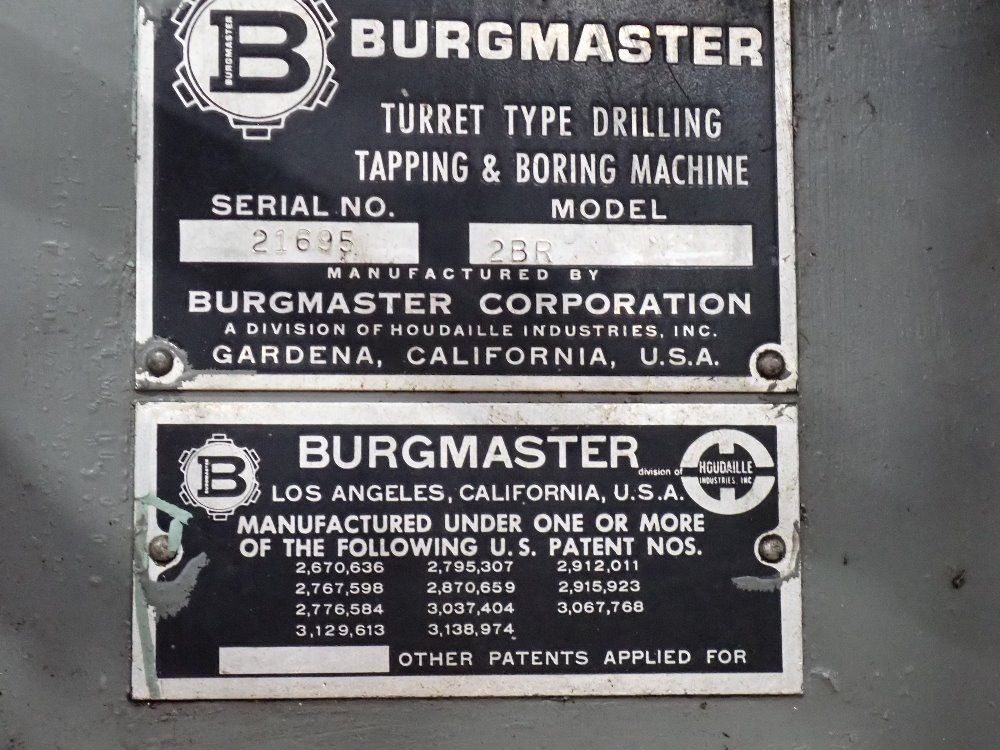 B BURGMASTER
BURGMASTER
TURRET TYPE DRILLING
TAPPING & BORING MACHINE
SERIAL NO. MODEL
21695 2BR
MANUFACTURED BY
BURGMASTER CORPORATION
A DIVISION OF HOUDAILLE INDUSTRIES, INC.
GARDENA, CALIFORNIA, U.S.A.
B BURGMASTER
BURGMASTER
division of
HOUDAILLE
INDUSTRIES, INC
LOS ANGELES, CALIFORNIA, U.S.A.
MANUFACTURED UNDER ONE OR MORE
OF THE FOLLOWING U.S. PATENT NOS.
2,670,636 2,795,307 2,912,011
2,767,598 2,870,659 2,915,923
2,776,584 3,037,404 3,067,768
3,129,613 3,138,974
OTHER PATENTS APPLIED FOR